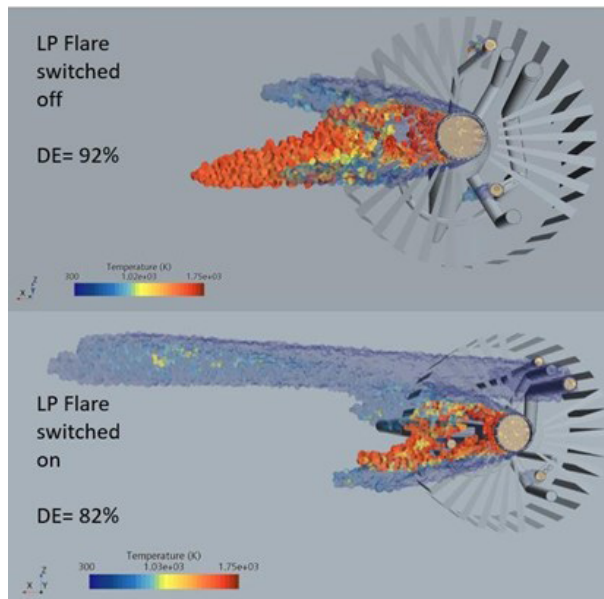 LP Flare
switched
off
DE= 92%
Temperature (K)
300 1.02e+03 1.75e+03
X
LP Flare
switched
on
DE= 82%
Temperature (K)
300 1.03e+03 1.75e+03
Z
X Y